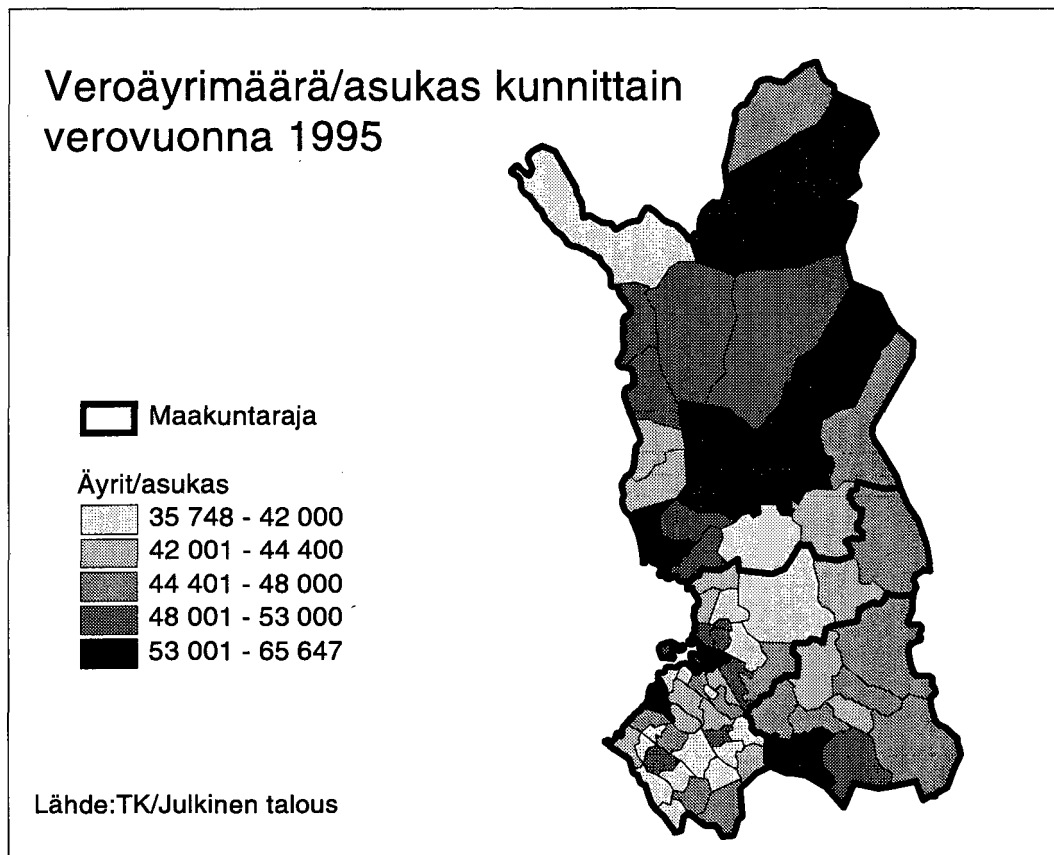 Veroäyrimäärä/asukas kunnittain
verovuonna 1995
Maakuntaraja
Äyrit/asukas
35 748 - 42 000
42 001 - 44 400
44 401 - 48 000
48 001 - 53 000
53 001 - 65 647
Lähde:TK/Julkinen talous